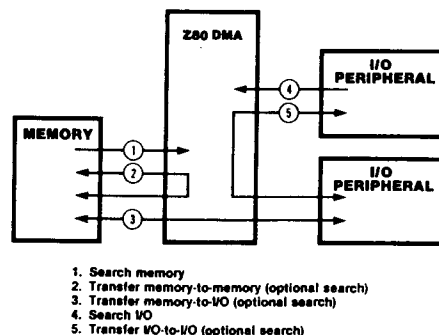 Z80 DMA
I/O
PERIPHERAL
4
5
MEMORY
1
2
3
I/O
PERIPHERAL
1. Search memory
2. Transfer memory-to-memory (optional search)
3. Transfer memory-to-I/O (optional search)
4. Search I/O
5. Transfer I/O-to-I/O (optional search)